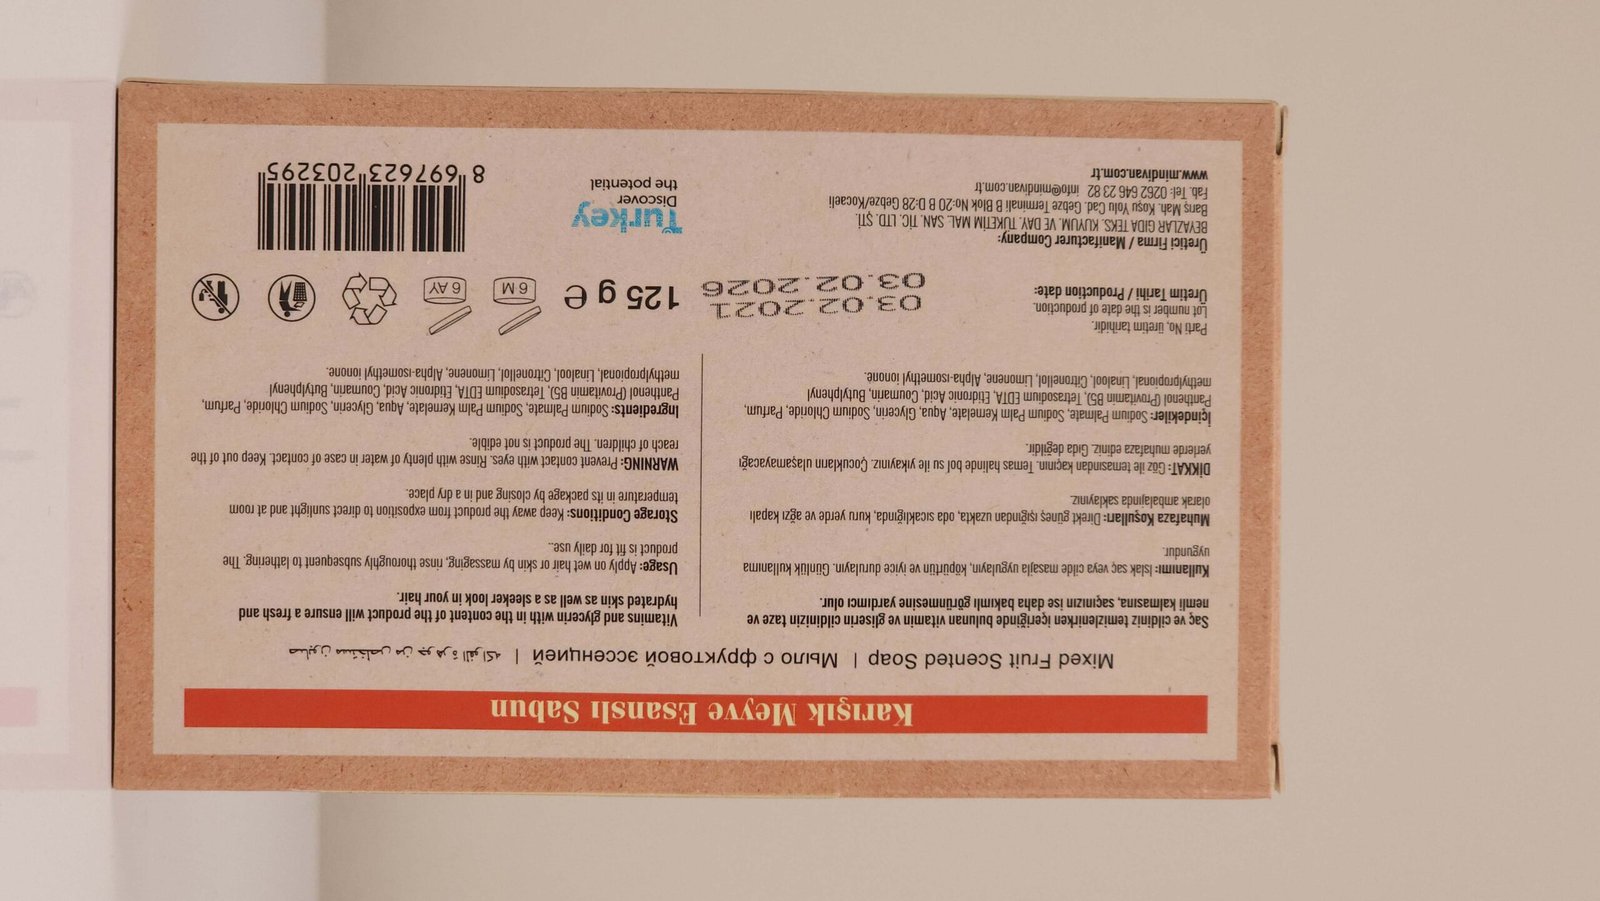 Karışık Meyve Esanslı Sabun
Mixed Fruit Scented Soap | Мыло с фруктовой эссенцией | صابون مستخلص من جوهرة الفواكه
Saç ve cildiniz temizlenirken içeriğinde bulunan vitamin ve gliserin cildinizin taze ve
nemli kalmasına, saçınızın ise daha bakımlı görünmesine yardımcı olur.
Kullanımı: Islak saç veya cilde masajla uygulayın, köpürtün ve iyice durulayın. Günlük kullanıma
uygundur.
Muhafaza Koşulları: Direkt güneş ışığından uzakta, oda sıcaklığında, kuru yerde ve ağzı kapalı
olarak ambalajında saklayınız.
DİKKAT: Göz ile temasından kaçının. Temas halinde bol su ile yıkayınız. Çocukların ulaşamayacağı
yerlerde muhafaza ediniz. Gıda değildir.
İçindekiler: Sodium Palmate, Sodium Palm Kernelate, Aqua, Glycerin, Sodium Chloride, Parfum,
Panthenol (Provitamin B5), Tetrasodium EDTA, Etidronic Acid, Coumarin, Butylphenyl
methylpropional, Linalool, Citronellol, Limonene, Alpha-isomethyl ionone.
Vitamins and glycerin with in the content of the product will ensure a fresh and
hydrated skin as well as a sleeker look in your hair.
Usage: Apply on wet hair or skin by massaging, rinse thoroughly subsequent to lathering. The
product is fit for daily use..
Storage Conditions: Keep away the product from exposition to direct sunlight and at room
temperature in its package by closing and in a dry place.
WARNING: Prevent contact with eyes. Rinse with plenty of water in case of contact. Keep out of the
reach of children. The product is not edible.
Ingredients: Sodium Palmate, Sodium Palm Kernelate, Aqua, Glycerin, Sodium Chloride, Parfum,
Panthenol (Provitamin B5), Tetrasodium EDTA, Etidronic Acid, Coumarin, Butylphenyl
methylpropional, Linalool, Citronellol, Limonene, Alpha-isomethyl ionone.
Parti No, üretim tarihidir.
Lot number is the date of production.
Üretim Tarihi / Production date:
03.02.2021
03.02.2026
125 g e
6 M
6 AY
Üretici Firma / Manifacturer Company:
BEYAZLAR GIDA TEKS. KUYUM. VE DAY. TÜKETİM MAL. SAN. TİC. LTD. ŞTİ.
Barış Mah. Koşu Yolu Cad. Gebze Terminali B Blok No:20 B D:28 Gebze/Kocaeli
Fab. Tel: 0262 646 23 82 info@mindivan.com.tr
www.mindivan.com.tr
Turkey
Discover
the potential
8 697623 203295